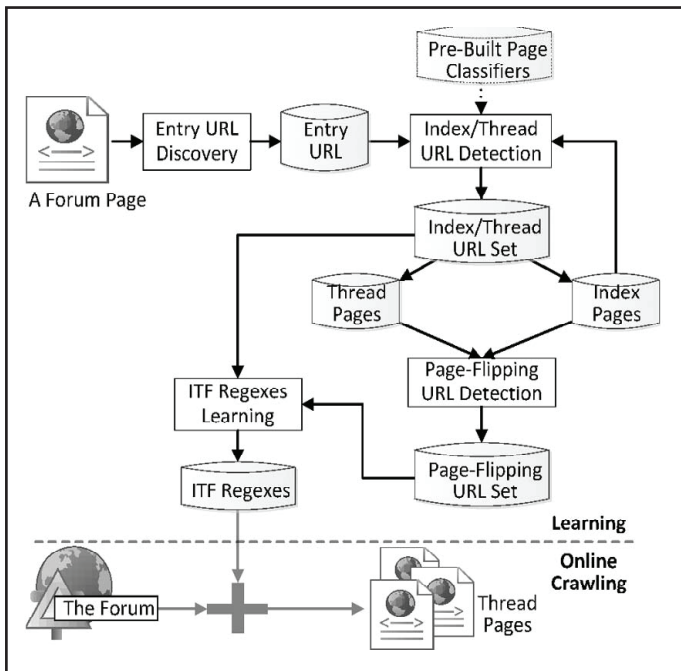 Pre-Built Page
Classifiers
Entry URL
Discovery
Entry
URL
Index/Thread
URL Detection
A Forum Page
Index/Thread
URL Set
Thread
Pages
Index
Pages
Page-Flipping
URL Detection
ITF Regexes
Learning
Page-Flipping
URL Set
ITF Regexes
Learning
Online
Crawling
The Forum
Thread
Pages